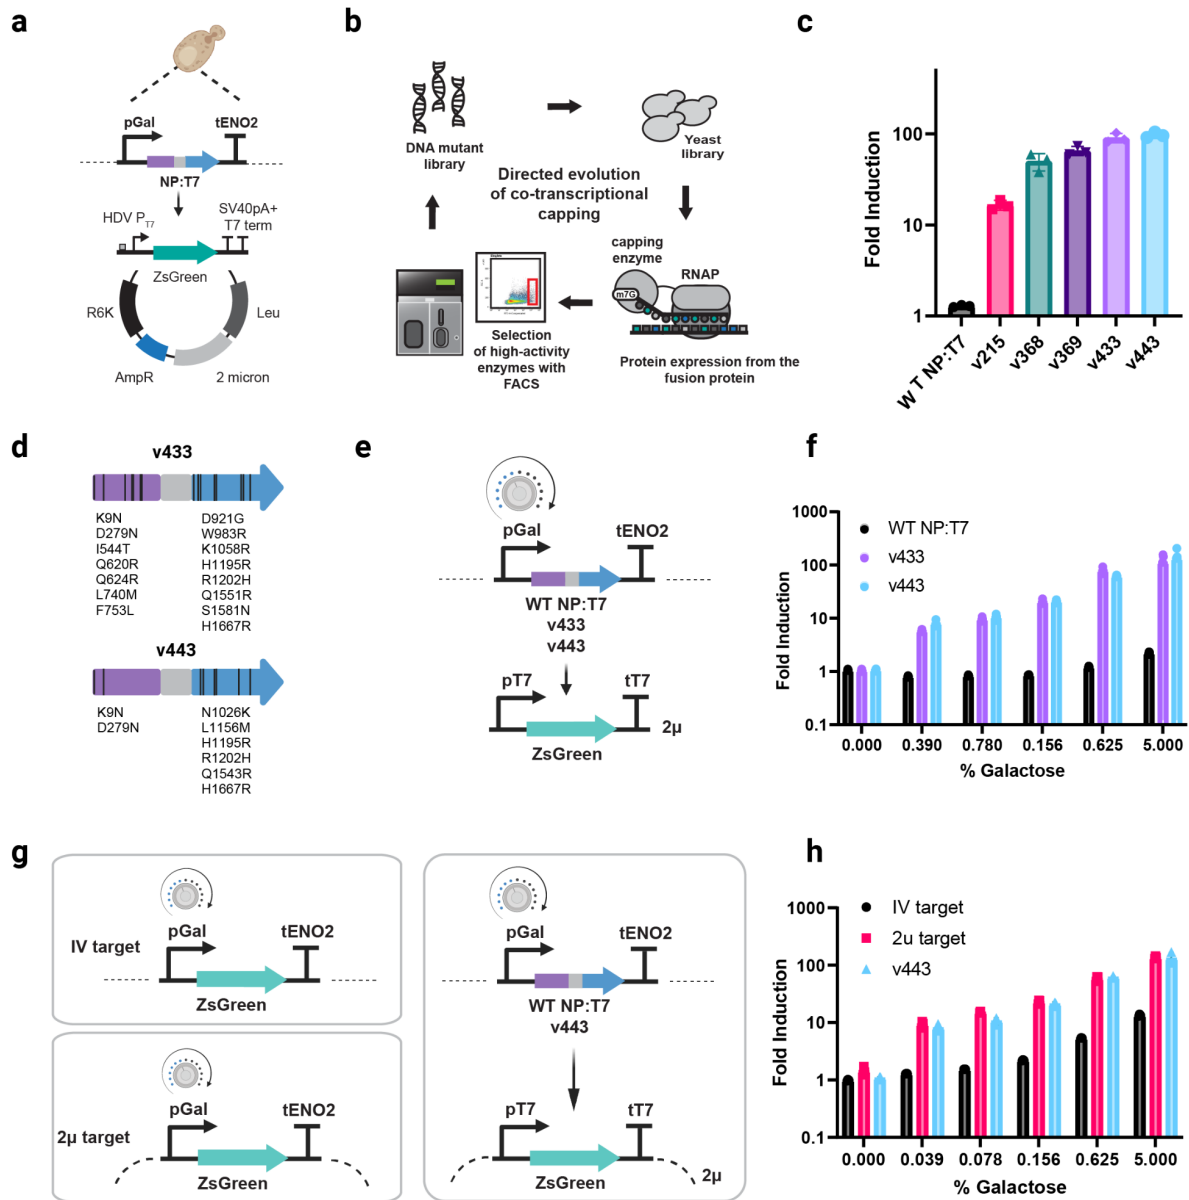 a
pGal
tENO2
NP:T7
HDV P_T7
SV40pA+
T7 term
ZsGreen
R6K
Leu
AmpR
2 micron
b
DNA mutant
library
Yeast
library
Directed evolution
of co-transcriptional
capping
capping
enzyme
RNAP
m7G
Selection
of high-activity
enzymes with
FACS
Protein expression from the
fusion protein
c
Fold Induction
100
10
1
W T NP:T7
v215
v368
v369
v433
v443
d
v433
K9N
D279N
I544T
Q620R
Q624R
L740M
F753L
D921G
W983R
K1058R
H1195R
R1202H
Q1551R
S1581N
H1667R
v443
K9N
D279N
N1026K
L1156M
H1195R
R1202H
Q1543R
H1667R
e
pGal
tENO2
WT NP:T7
v433
v443
pT7
tT7
ZsGreen
2µ
f
WT NP:T7
v433
v443
Fold Induction
1000
100
10
1
0.1
0.000
0.390
0.780
0.156
0.625
5.000
% Galactose
g
IV target
pGal
tENO2
ZsGreen
2µ target
pGal
tENO2
ZsGreen
pGal
tENO2
WT NP:T7
v443
pT7
tT7
ZsGreen
2µ
h
IV target
2u target
v443
Fold Induction
1000
100
10
1
0.1
0.000
0.039
0.078
0.156
0.625
5.000
% Galactose